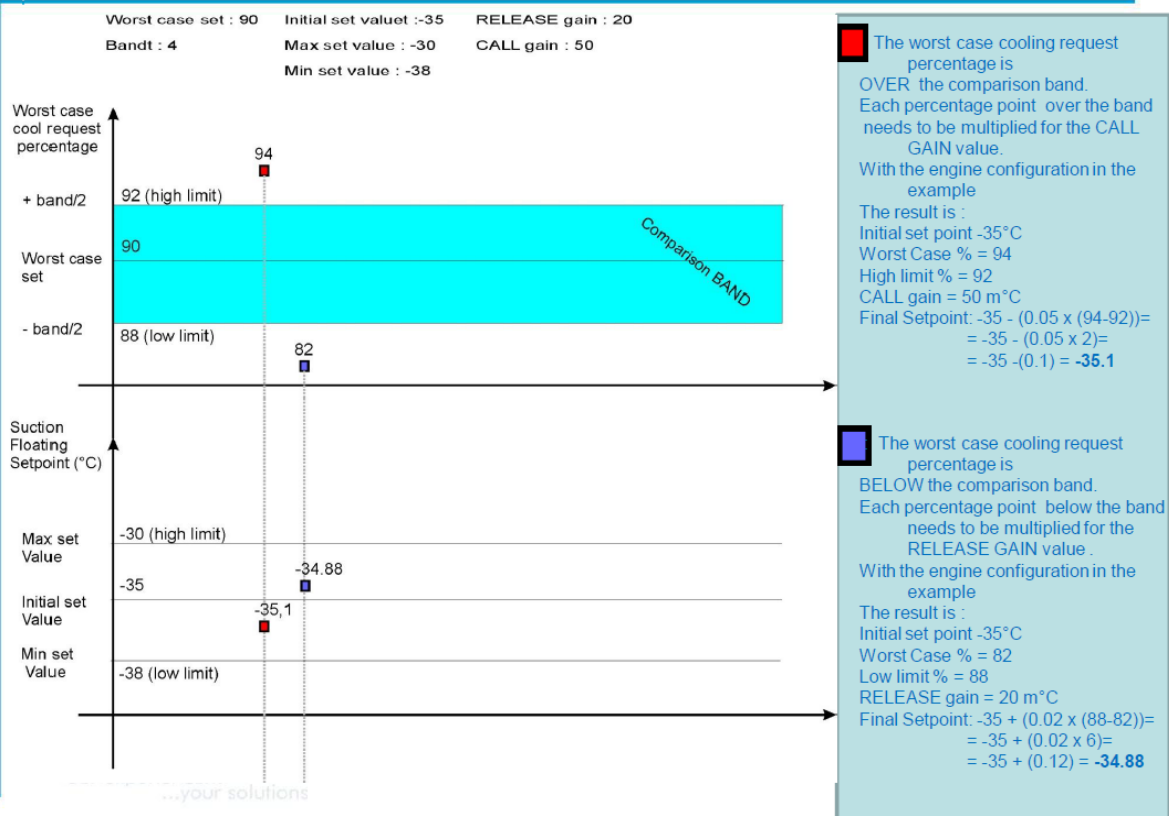 Worst case set : 90 Initial set valuet :-35 RELEASE gain : 20
Bandt : 4 Max set value : -30 CALL gain : 50
Min set value : -38
Worst case
cool request
percentage
94
+ band/2
92 (high limit)
90
Worst case
set
Comparison BAND
- band/2
88 (low limit)
82
Suction
Floating
Setpoint (°C)
Max set
Value
-30 (high limit)
-34.88
-35
Initial set
Value
-35,1
Min set
Value
-38 (low limit)
...your solutions
The worst case cooling request
percentage is
OVER the comparison band.
Each percentage point over the band
needs to be multiplied for the CALL
GAIN value.
With the engine configuration in the
example
The result is :
Initial set point -35°C
Worst Case % = 94
High limit % = 92
CALL gain = 50 m°C
Final Setpoint: -35 - (0.05 x (94-92))=
= -35 - (0.05 x 2)=
= -35 -(0.1) = -35.1
The worst case cooling request
percentage is
BELOW the comparison band.
Each percentage point below the band
needs to be multiplied for the
RELEASE GAIN value .
With the engine configuration in the
example
The result is :
Initial set point -35°C
Worst Case % = 82
Low limit % = 88
RELEASE gain = 20 m°C
Final Setpoint: -35 + (0.02 x (88-82))=
= -35 + (0.02 x 6)=
= -35 + (0.12) = -34.88